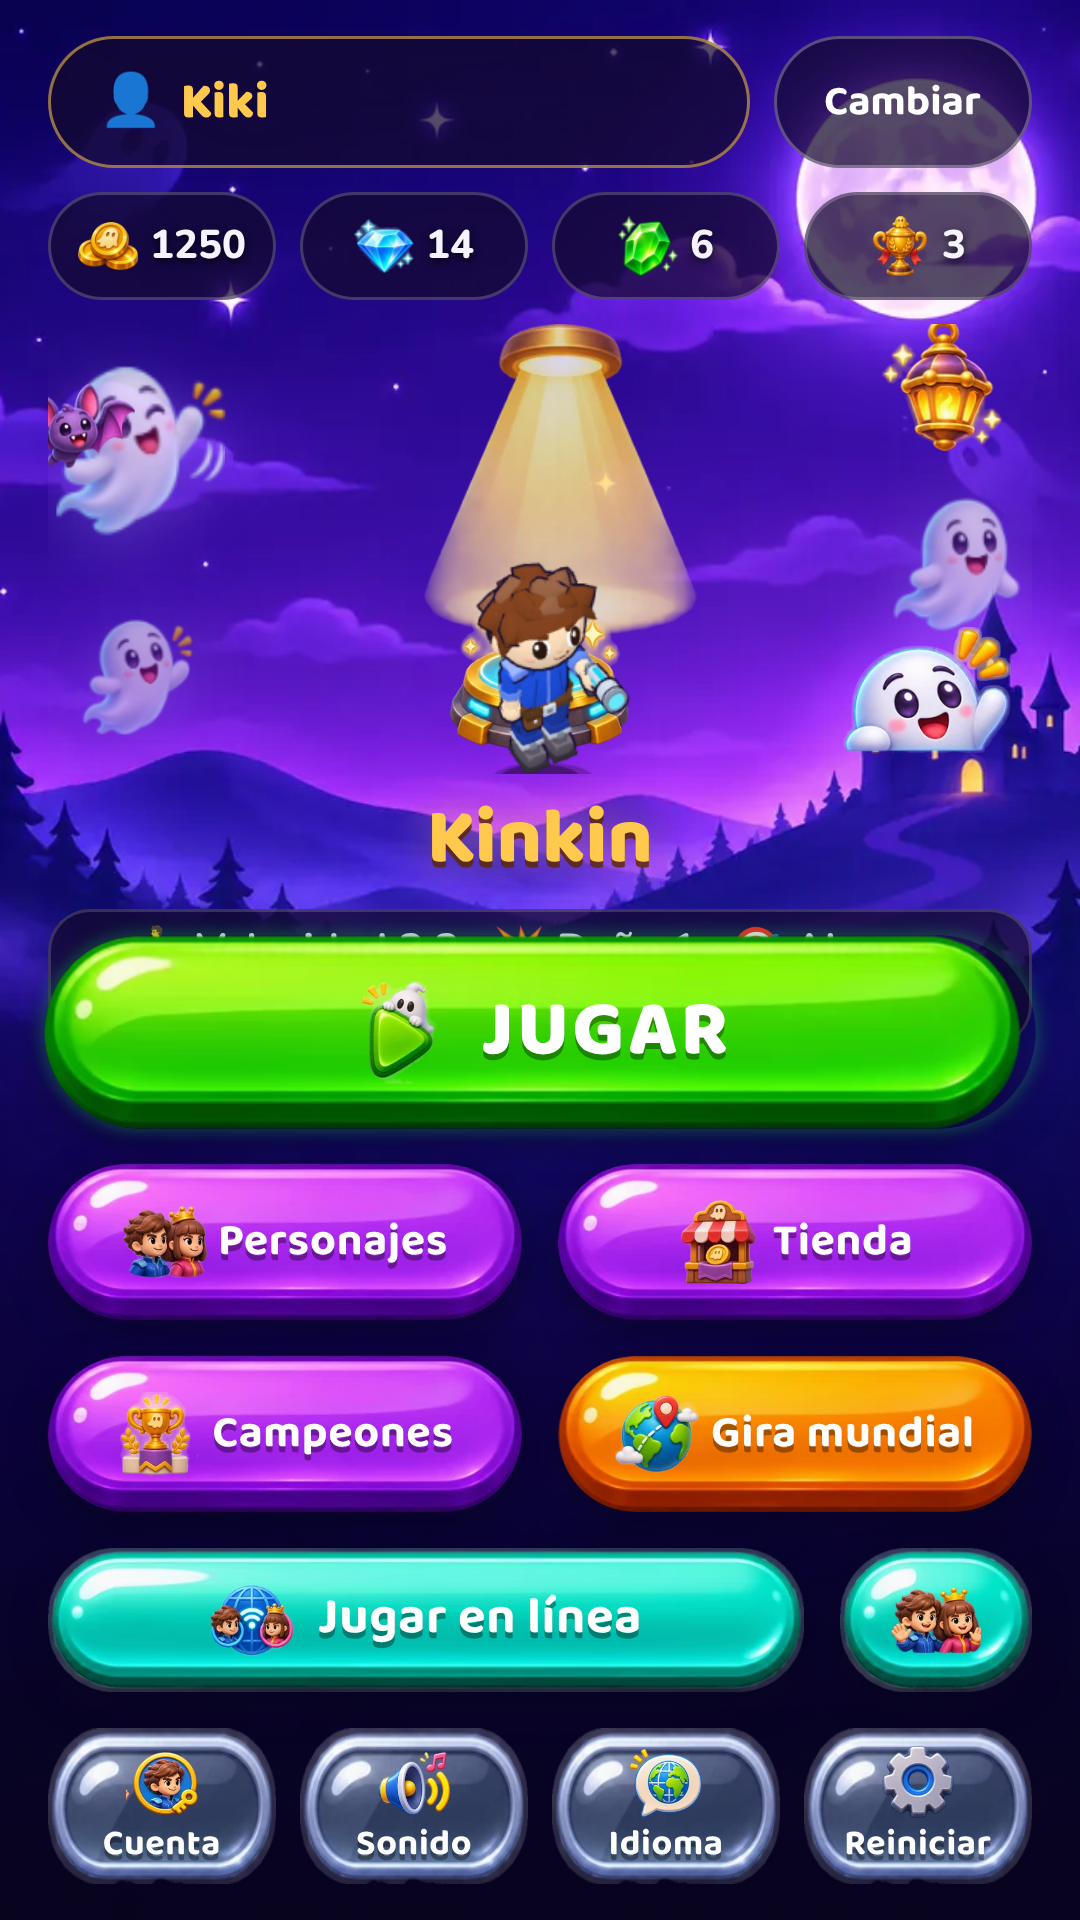 Kiki
Cambiar
1250
14
6
3
Kinkin
JUGAR
Personajes
Tienda
Campeones
Gira mundial
Jugar en línea
Cuenta
Sonido
Idioma
Reiniciar